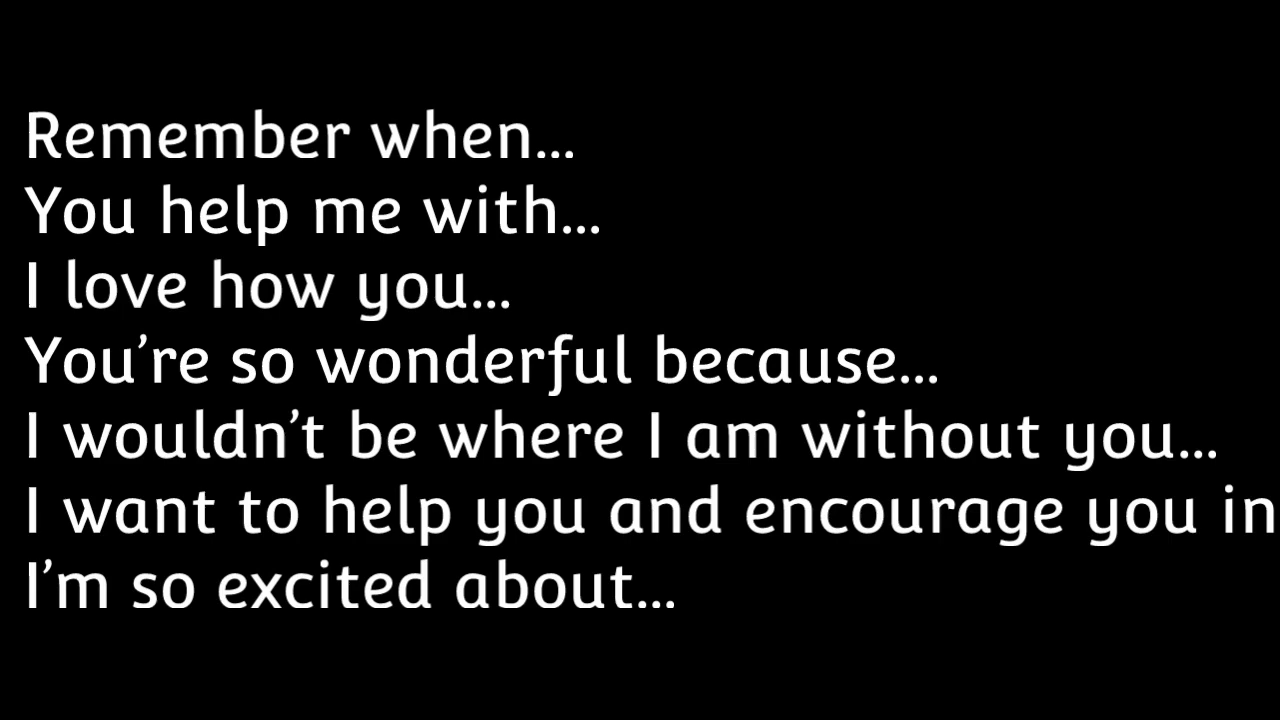 Remember when...
You help me with...
I love how you...
You’re so wonderful because...
I wouldn’t be where I am without you...
I want to help you and encourage you in
I’m so excited about...